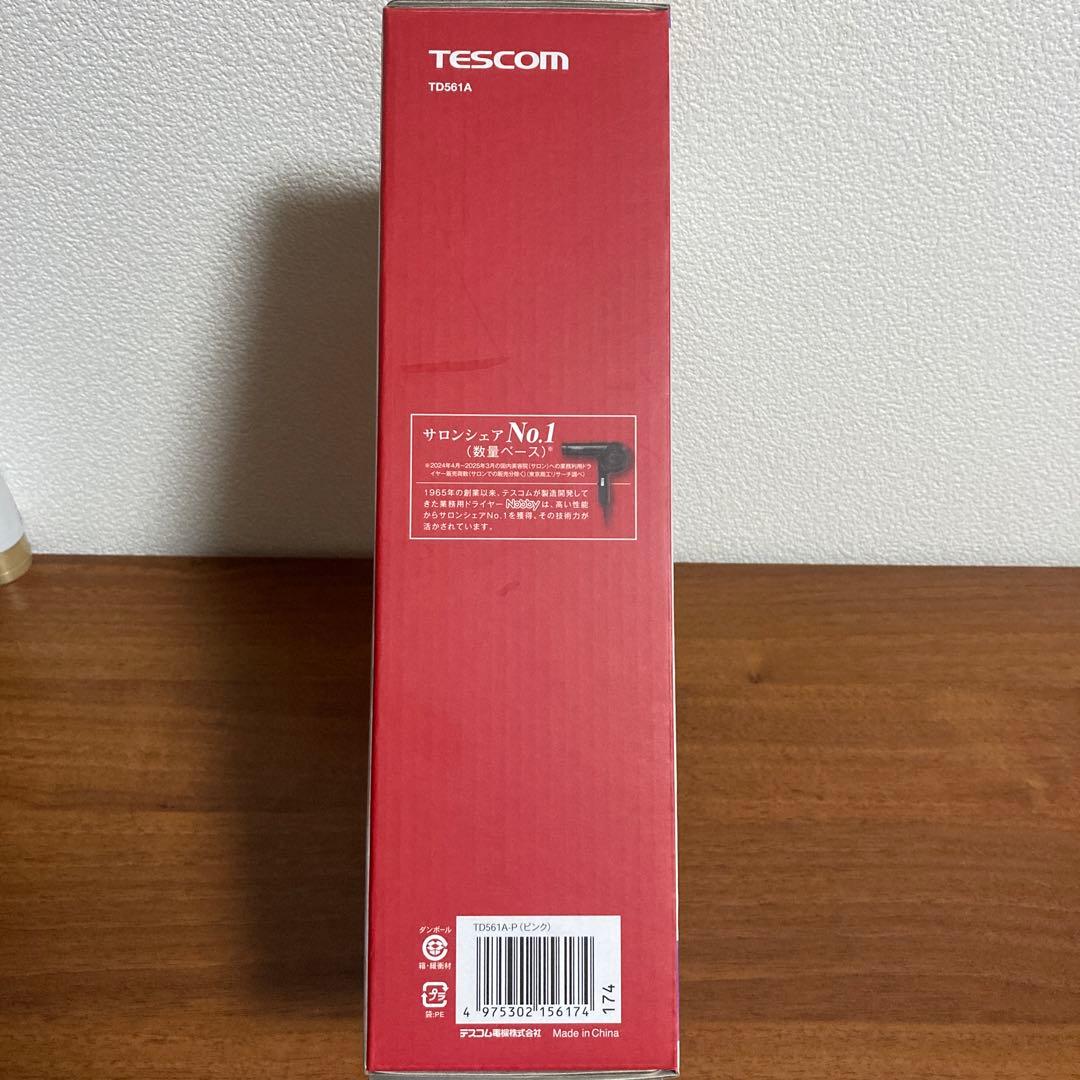 TESCOM
TD561A
サロンシェア No.1
(数量ベース)※
※2024年4月~2025年3月の国内美容院(サロン)への業務利用ドラ
イヤー販売荷数(サロンでの販売分除く)(東京商工リサーチ調べ)
1965年の創業以来、テスコムが製造開発して
きた業務用ドライヤー Nobby は、高い性能
からサロンシェアNo.1を獲得。その技術力が
活かされています。
ダンボール
箱・緩衝材
プラ
袋:PE
TD561A-P(ピンク)
4 975302 156174
174
テスコム電機株式会社 Made in China